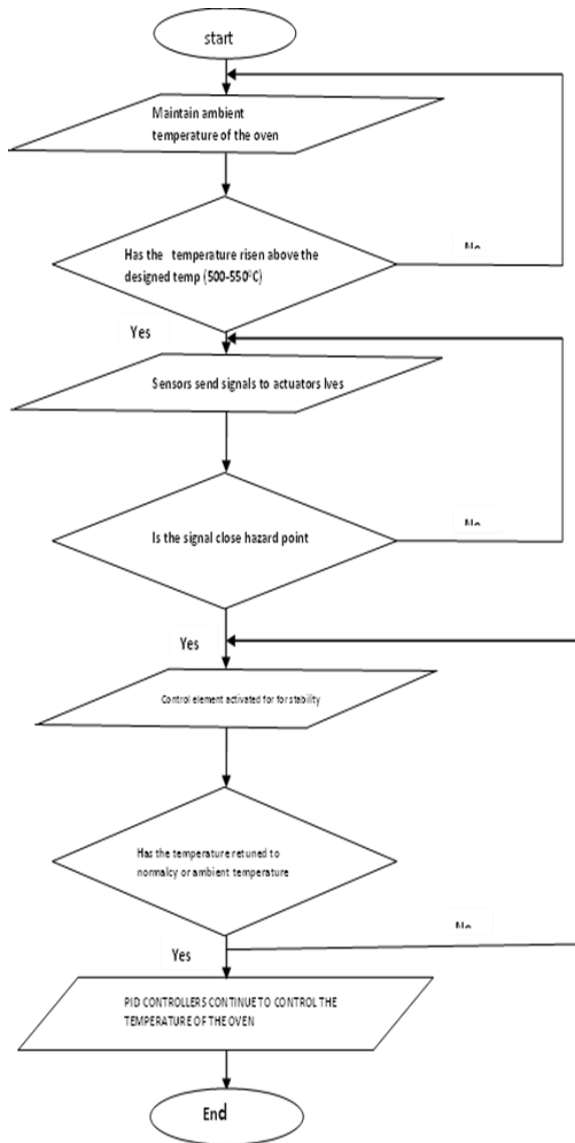 start
Maintain ambient
temperature of the oven
Has the temperature risen above the
designed temp (500-550°C)
No
Yes
Sensors send signals to actuators lves
Is the signal close hazard point
No
Yes
Control element activated for for stability
Has the temperature retuned to
normalcy or ambient temperature
No
Yes
PID CONTROLLERS CONTINUE TO CONTROL THE
TEMPERATURE OF THE OVEN
End